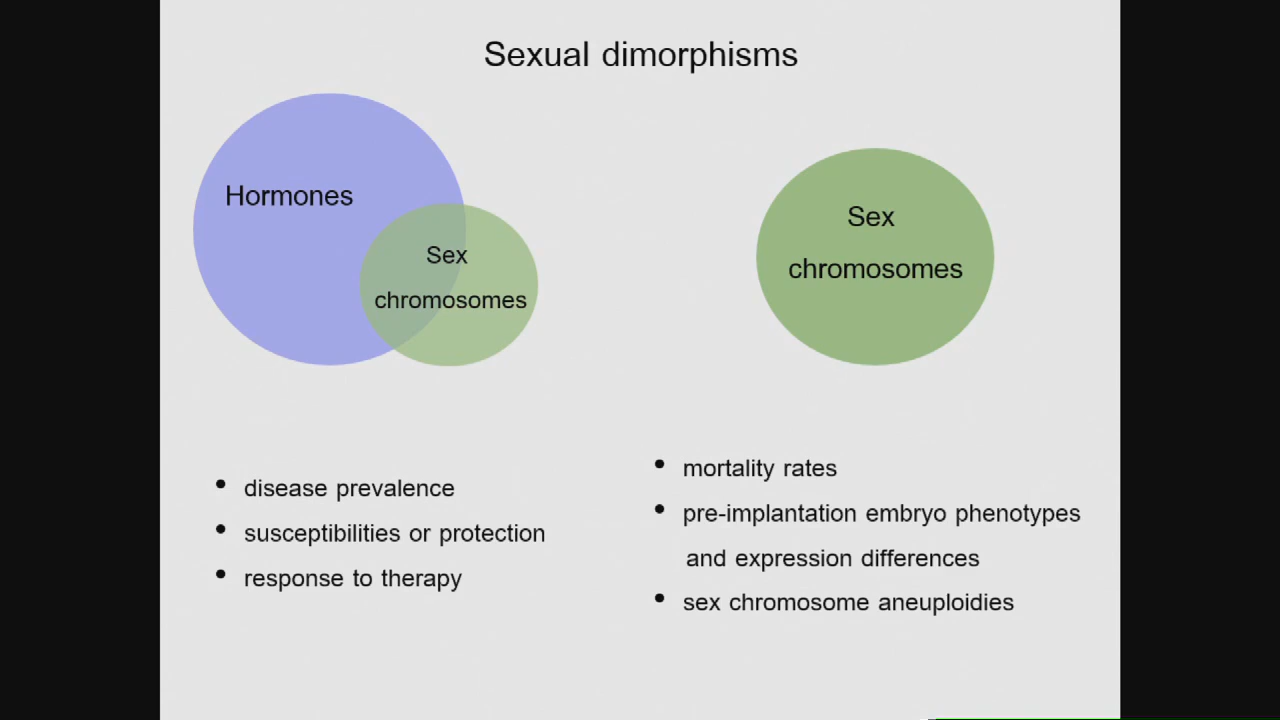 Sexual dimorphisms
Hormones
Sex
chromosomes
Sex
chromosomes
• disease prevalence
• susceptibilities or protection
• response to therapy
• mortality rates
• pre-implantation embryo phenotypes
and expression differences
• sex chromosome aneuploidies